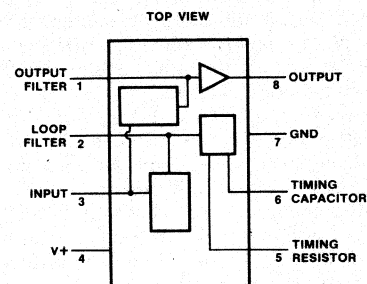 TOP VIEW
OUTPUT
FILTER 1
8 OUTPUT
LOOP
FILTER 2
7 GND
INPUT 3
6 TIMING
CAPACITOR
V+ 4
5 TIMING
RESISTOR